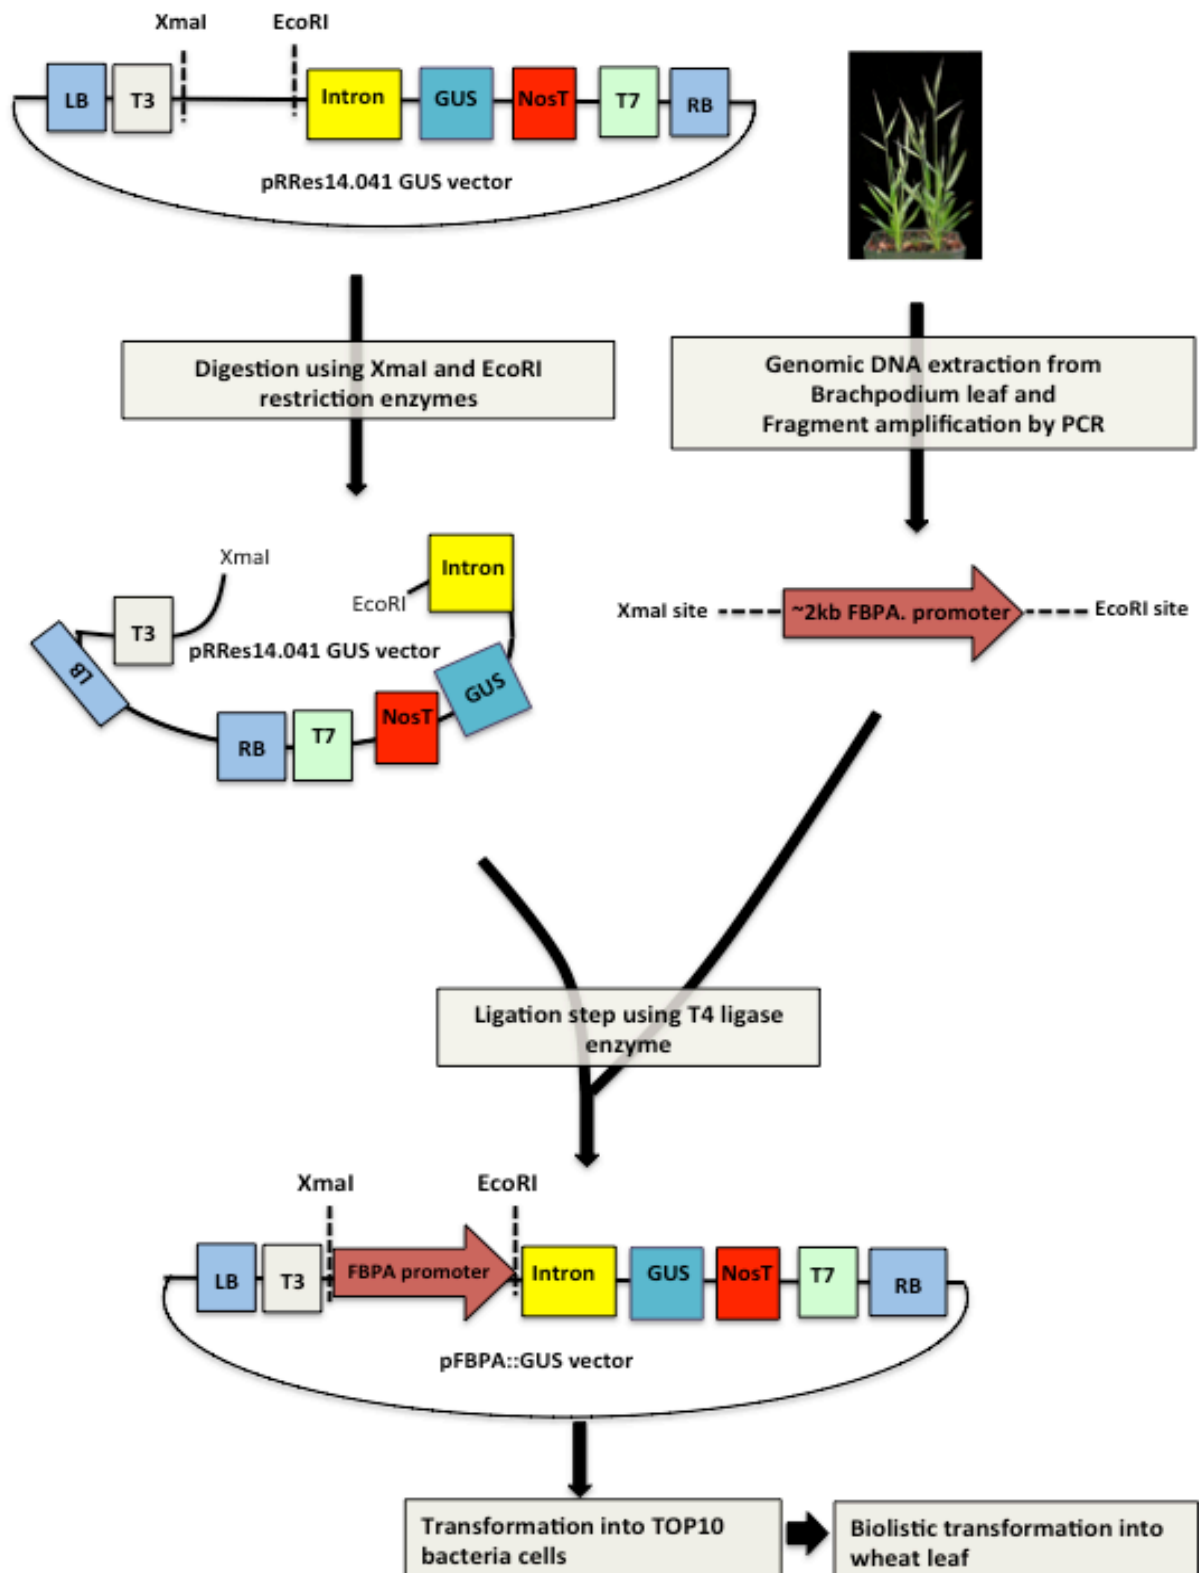 XmaI EcoRI
LB T3 Intron GUS NosT T7 RB
pRRes14.041 GUS vector
Digestion using XmaI and EcoRI
restriction enzymes
Genomic DNA extraction from
Brachpodium leaf and
Fragment amplification by PCR
XmaI
EcoRI
Intron
T3
pRRes14.041 GUS vector
LB
RB
T7
NosT
GUS
XmaI site
~2kb FBPA. promoter
EcoRI site
Ligation step using T4 ligase
enzyme
XmaI EcoRI
LB T3 FBPA promoter Intron GUS NosT T7 RB
pFBPA::GUS vector
Transformation into TOP10
bacteria cells
Biolistic transformation into
wheat leaf